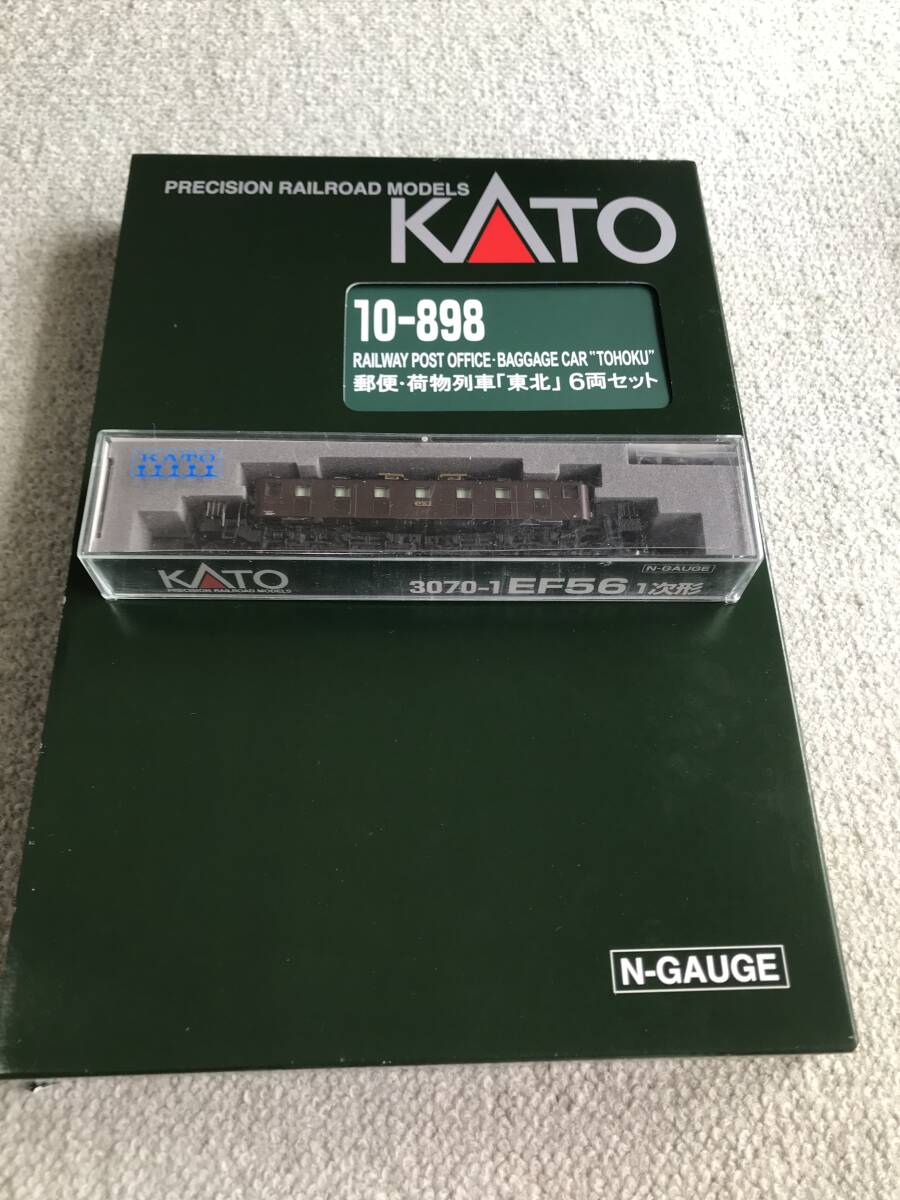 PRECISION RAILROAD MODELS
KATO
10-898
RAILWAY POST OFFICE・BAGGAGE CAR "TOHOKU"
郵便・荷物列車「東北」 6両セット
KATO
N-GAUGE
KATO
PRECISION RAILROAD MODELS
3070-1 EF56 1次形
N-GAUGE